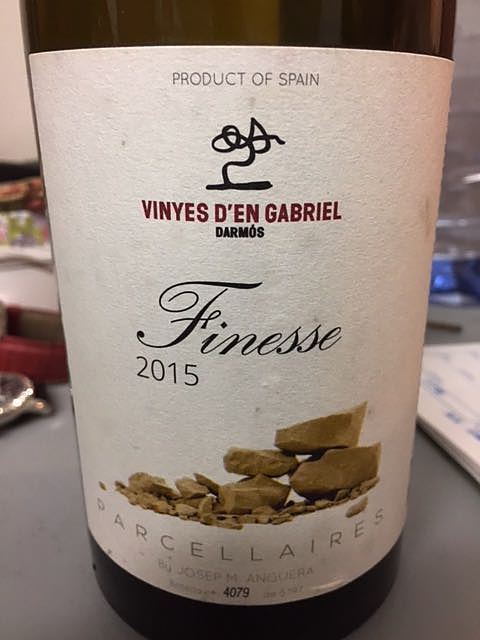 PRODUCT OF SPAIN
VINYES D'EN GABRIEL
DARMÓS
Finesse
2015
PARCELLAIRES
By JOSEP M. ANGUERA
4079